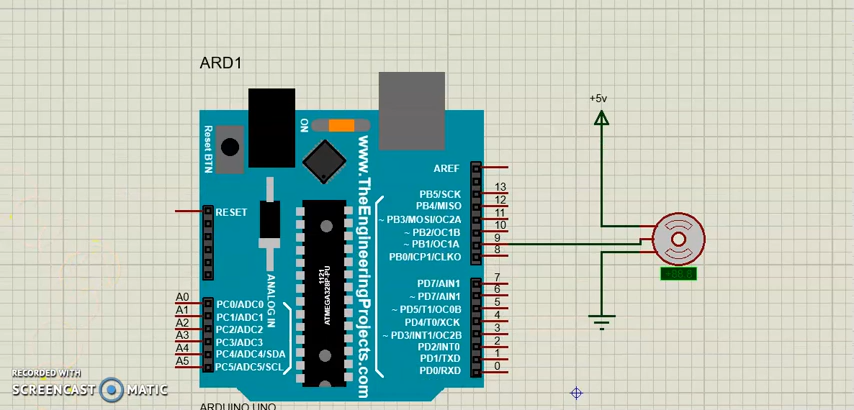 ARD1
+5v
Reset BTN
ON
www.TheEngineeringProjects.com
AREF
PB5/SCK 13
PB4/MISO 12
~ PB3/MOSI/OC2A 11
~ PB2/OC1B 10
~ PB1/OC1A 9
PB0/ICP1/CLKO 8
RESET
1121
ATMEGA328P-PU
ANALOG IN
PD7/AIN1 7
~ PD7/AIN1 6
~ PD5/T1/OC0B 5
PD4/T0/XCK 4
~ PD3/INT1/OC2B 3
PD2/INT0 2
PD1/TXD 1
PD0/RXD 0
A0 PC0/ADC0
A1 PC1/ADC1
A2 PC2/ADC2
A3 PC3/ADC3
A4 PC4/ADC4/SDA
A5 PC5/ADC5/SCL
RECORDED WITH
SCREENCAST MATIC
ARDUINO UNO